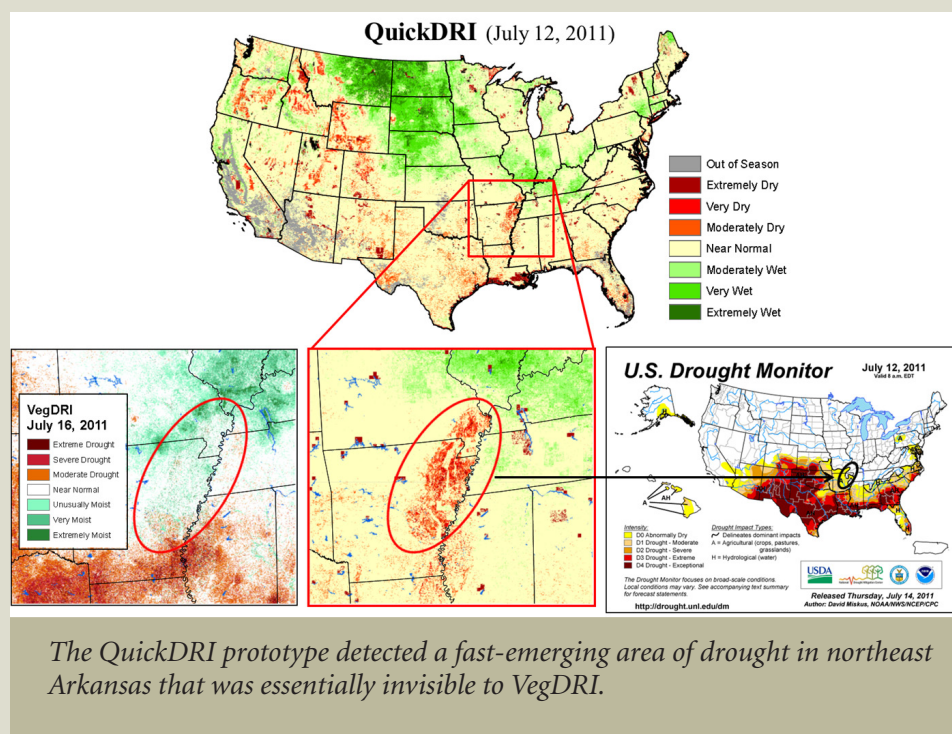 QuickDRI (July 12, 2011)
Out of Season
Extremely Dry
Very Dry
Moderately Dry
Near Normal
Moderately Wet
Very Wet
Extremely Wet
VegDRI
July 16, 2011
Extreme Drought
Severe Drought
Moderate Drought
Near Normal
Unusually Moist
Very Moist
Extremely Moist
U.S. Drought Monitor
July 12, 2011
Valid 8 a.m. EDT
H
A
A
AH
H
H
Intensity:
D0 Abnormally Dry
D1 Drought - Moderate
D2 Drought - Severe
D3 Drought - Extreme
D4 Drought - Exceptional
Drought Impact Types:
Delineates dominant impacts
A = Agricultural (crops, pastures,
grasslands)
H = Hydrological (water)
The Drought Monitor focuses on broad-scale conditions.
Local conditions may vary. See accompanying text summary
for forecast statements.
http://drought.unl.edu/dm
USDA
Released Thursday, July 14, 2011
Author: David Miskus, NOAA/NWS/NCEP/CPC
The QuickDRI prototype detected a fast-emerging area of drought in northeast
Arkansas that was essentially invisible to VegDRI.